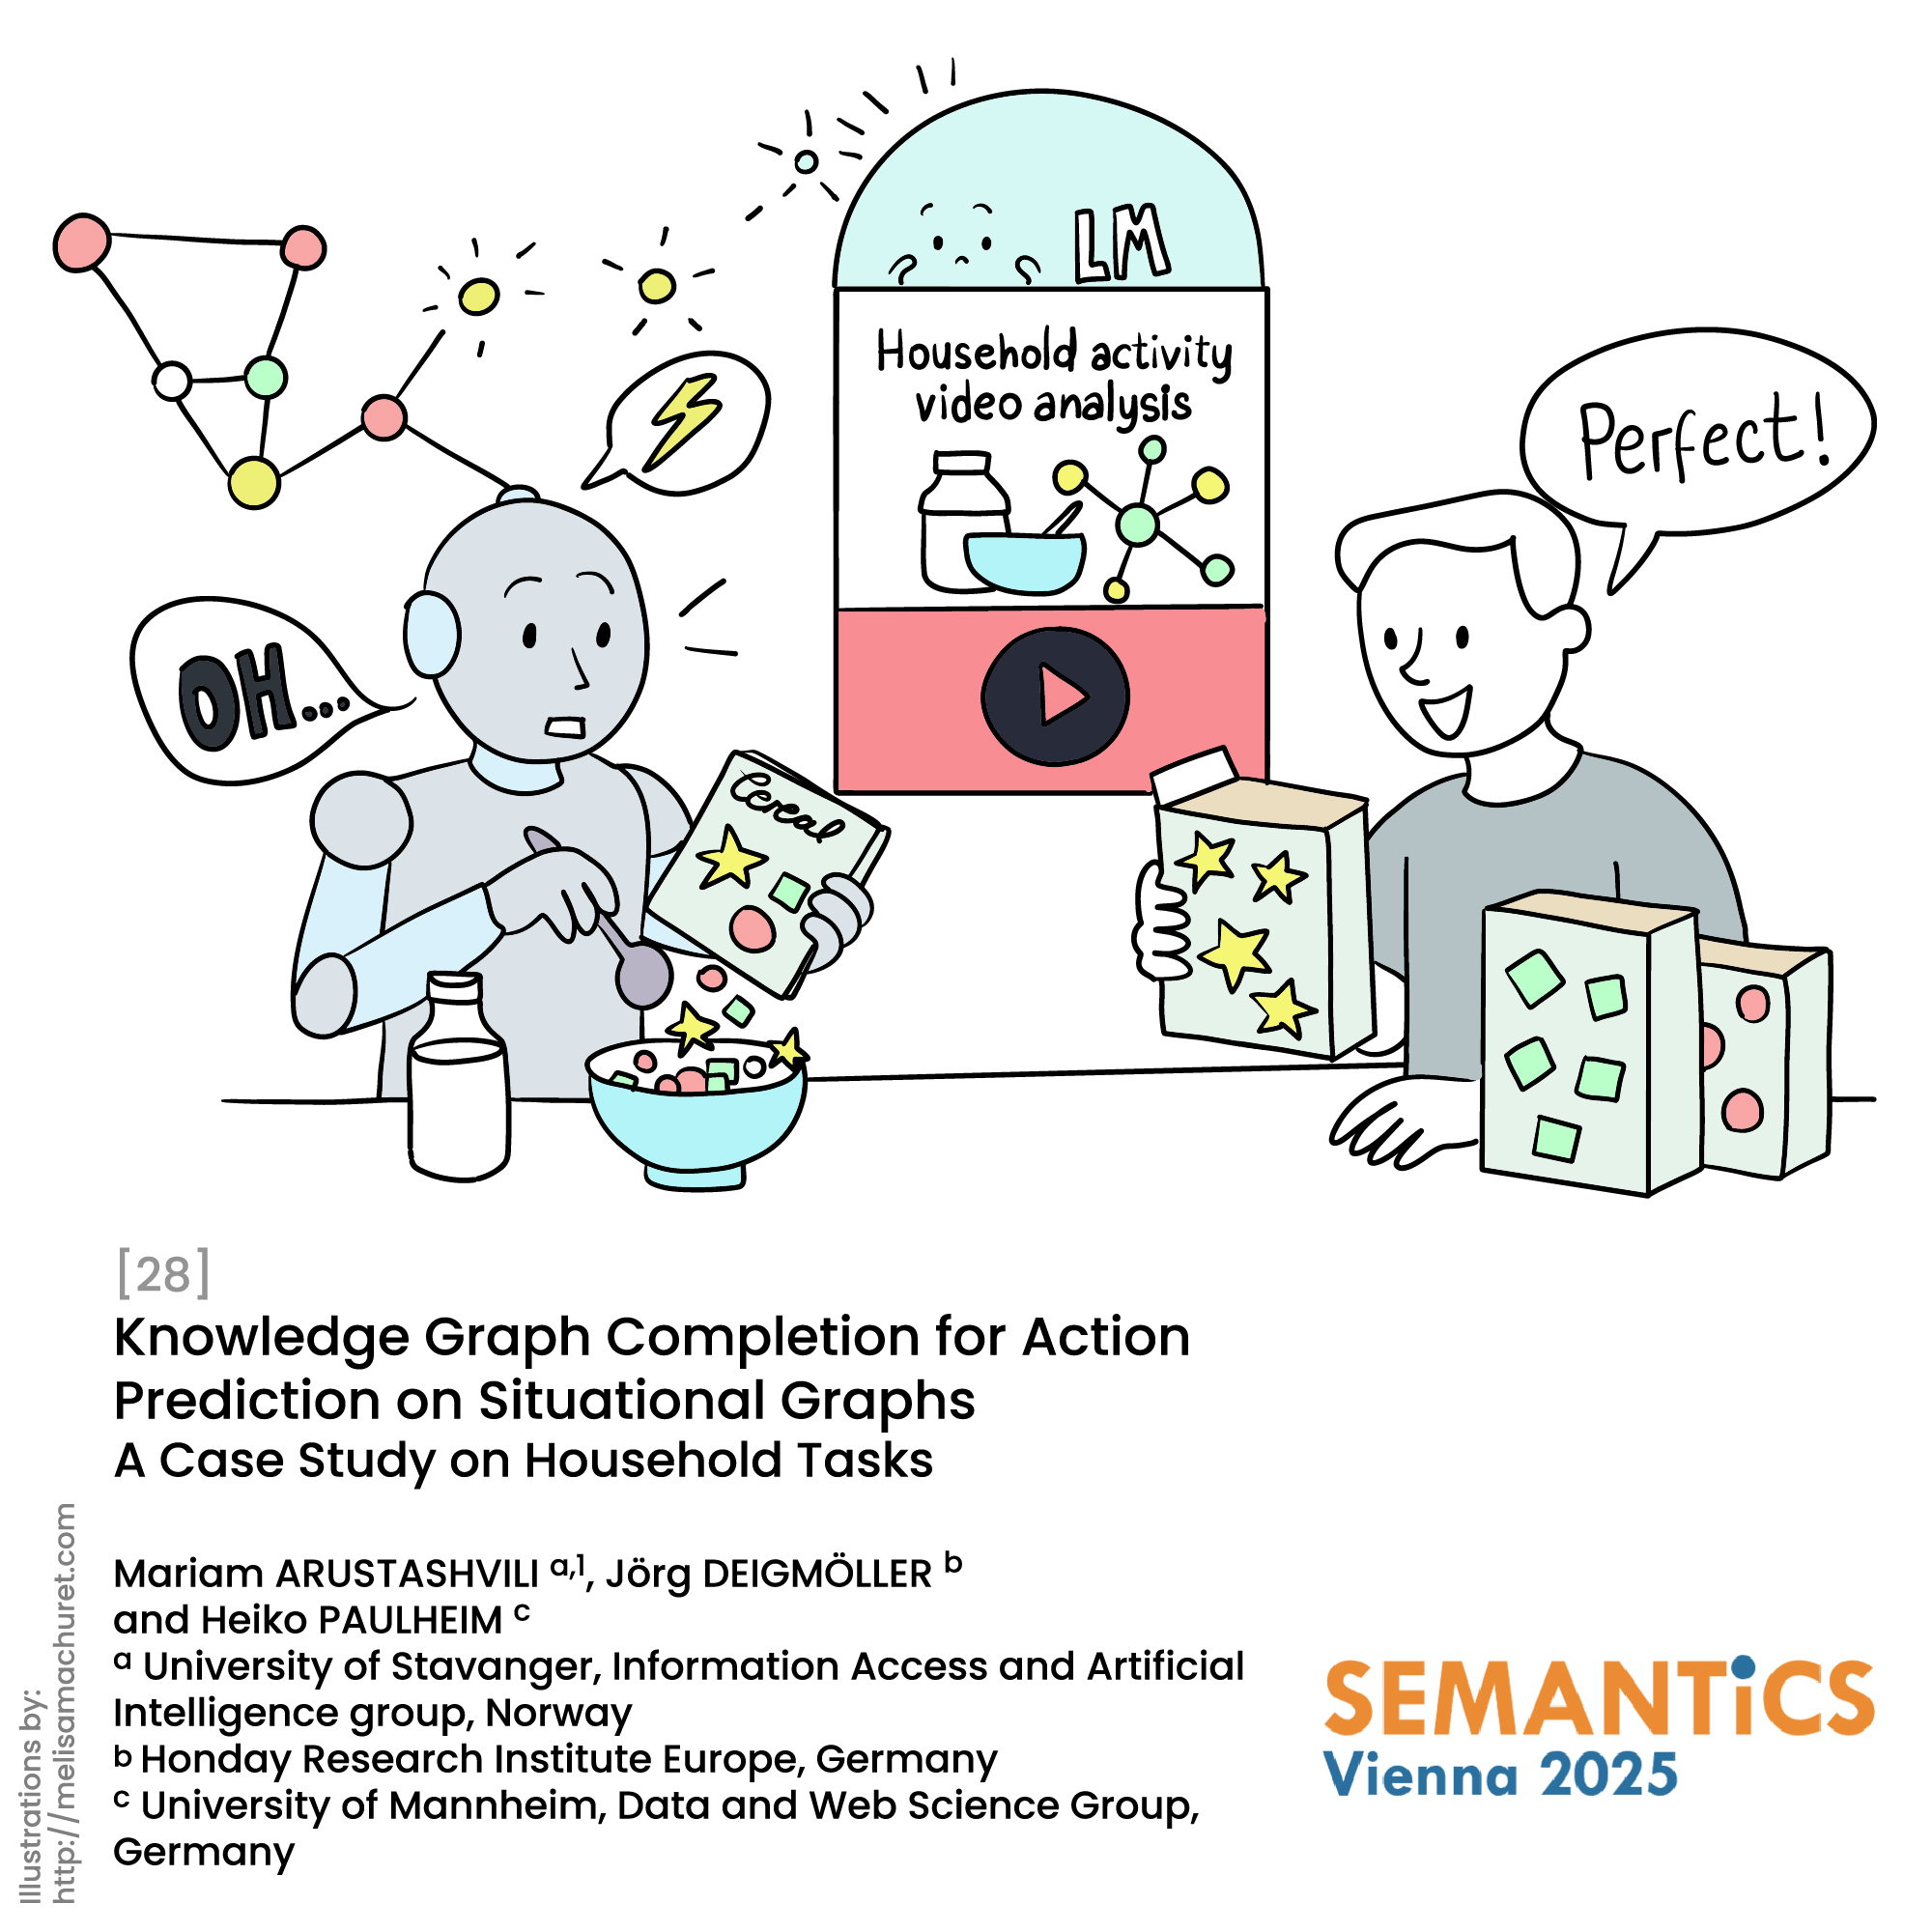 LM
Household activity
video analysis
Perfect!
OH...
Cereal
[28]
Knowledge Graph Completion for Action
Prediction on Situational Graphs
A Case Study on Household Tasks
Mariam ARUSTASHVILI a,1, Jörg DEIGMÖLLER b
and Heiko PAULHEIM c
a University of Stavanger, Information Access and Artificial
Intelligence group, Norway
b Honday Research Institute Europe, Germany
c University of Mannheim, Data and Web Science Group,
Germany
Illustrations by:
http://melisamachuret.com
SEMANTiCS
Vienna 2025